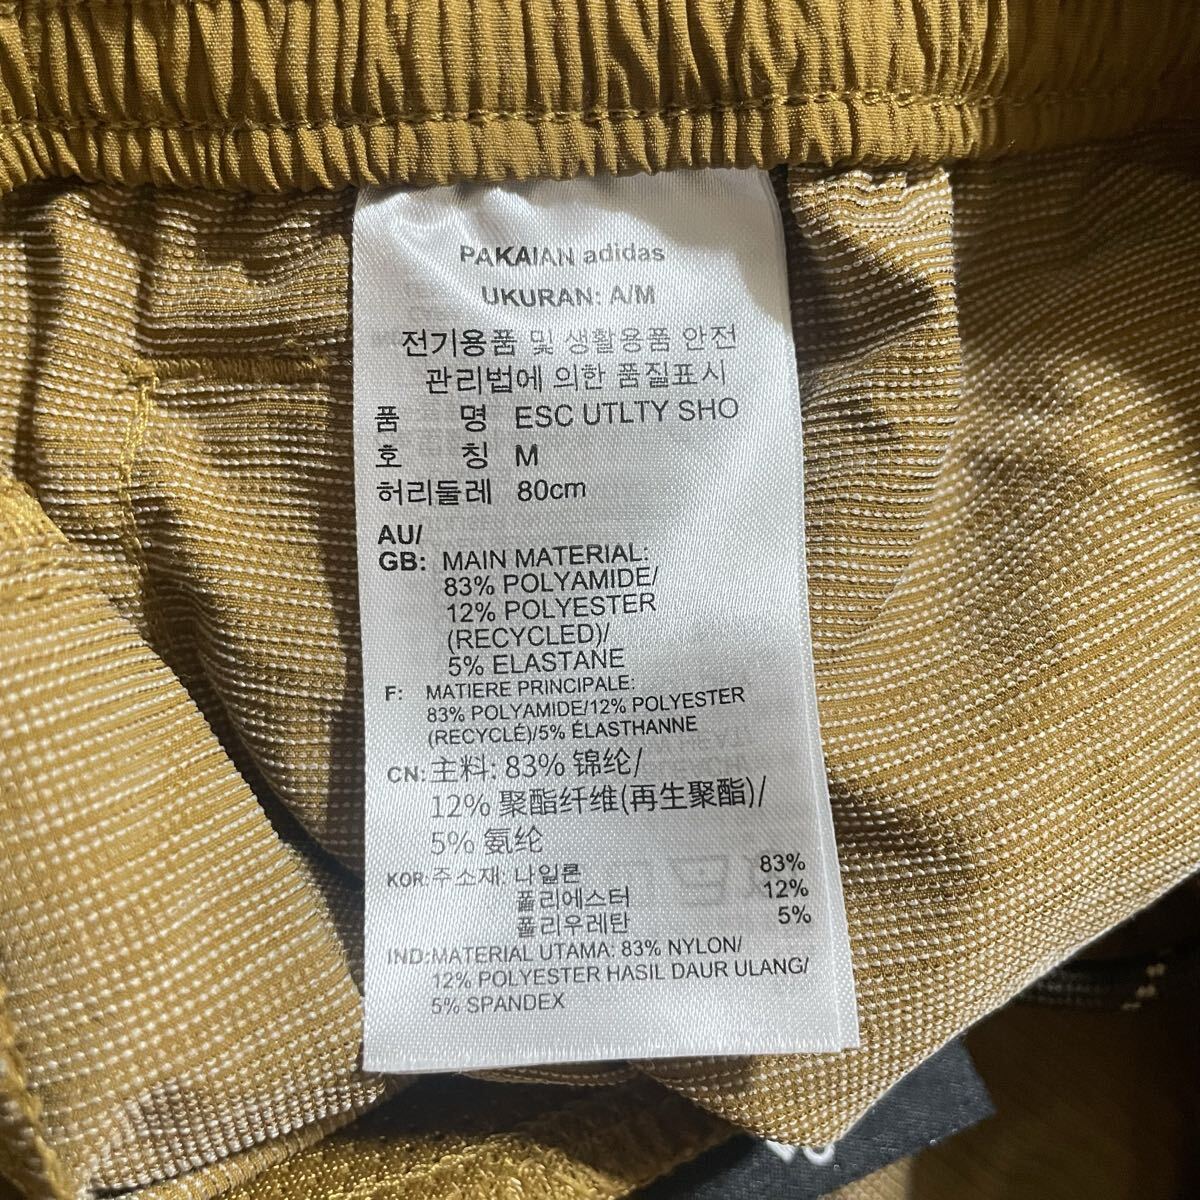 PAKAIAN adidas
UKURAN: A/M
전기용품 및 생활용품 안전
관리법에 의한 품질표시
품 명 ESC UTLTY SHO
호 칭 M
허리둘레 80cm
AU/
GB: MAIN MATERIAL:
83% POLYAMIDE/
12% POLYESTER
(RECYCLED)/
5% ELASTANE
F: MATIERE PRINCIPALE:
83% POLYAMIDE/12% POLYESTER
(RECYCLÉ)/5% ÉLASTHANNE
CN: 主料: 83% 锦纶/
12% 聚酯纤维(再生聚酯)/
5% 氨纶
KOR: 주소재: 나일론 83%
폴리에스터 12%
폴리우레탄 5%
IND: MATERIAL UTAMA: 83% NYLON/
12% POLYESTER HASIL DAUR ULANG/
5% SPANDEX